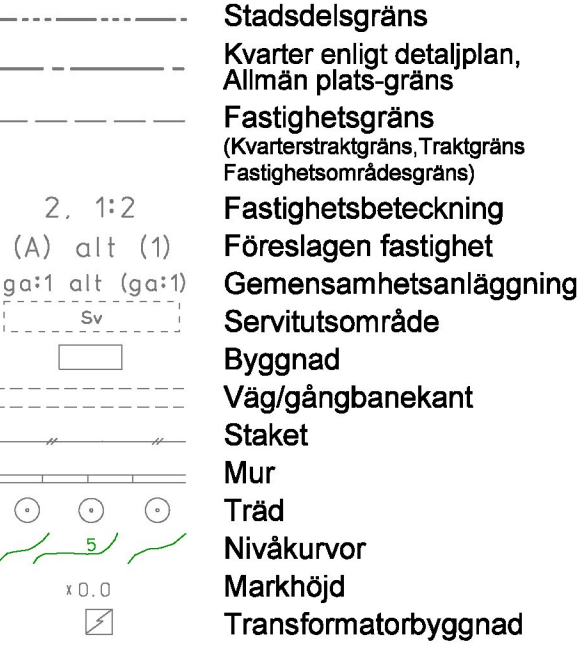 Stadsdelsgräns
Kvarter enligt detaljplan,
Allmän plats-gräns
Fastighetsgräns
(Kvarterstraktgräns,Traktgräns
Fastighetsområdesgräns)
2, 1:2 Fastighetsbeteckning
(A) alt (1) Föreslagen fastighet
ga:1 alt (ga:1) Gemensamhetsanläggning
Sv Servitutsområde
Byggnad
Väg/gångbanekant
Staket
Mur
Träd
5 Nivåkurvor
x 0.0 Markhöjd
Transformatorbyggnad